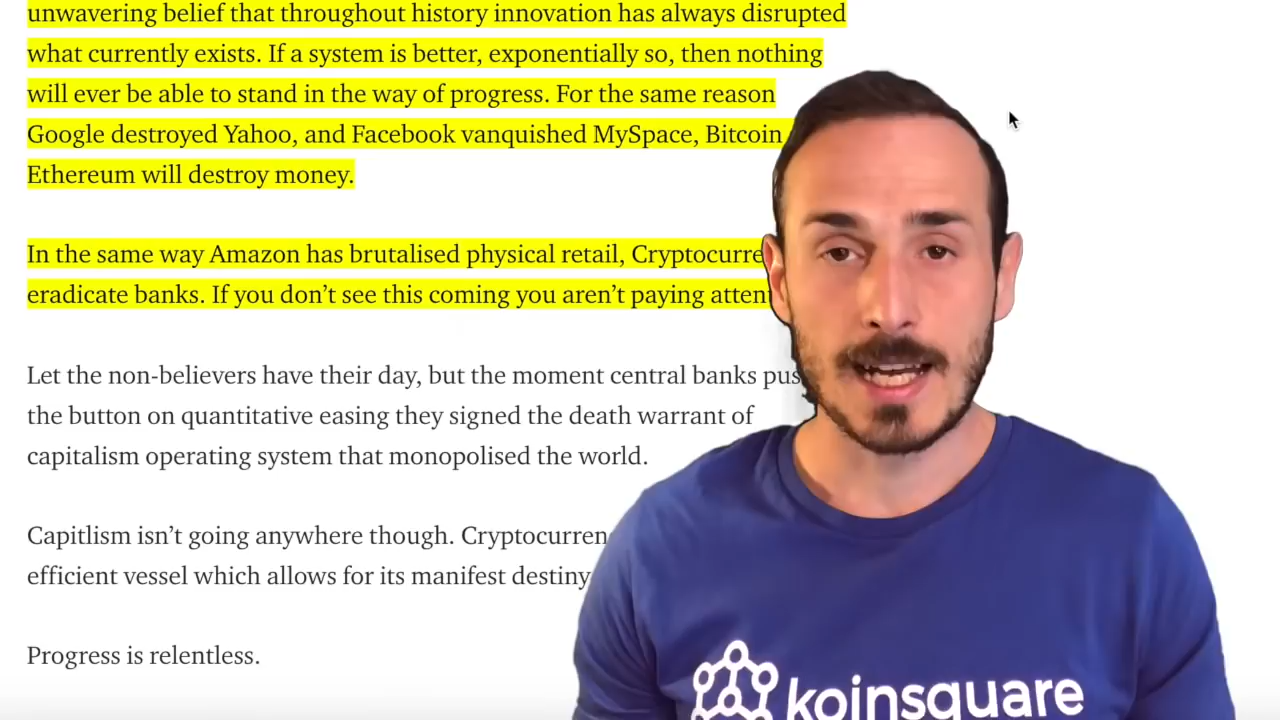 unwavering belief that throughout history innovation has always disrupted
what currently exists. If a system is better, exponentially so, then nothing
will ever be able to stand in the way of progress. For the same reason
Google destroyed Yahoo, and Facebook vanquished MySpace, Bitcoin
Ethereum will destroy money.
In the same way Amazon has brutalised physical retail, Cryptocurre
eradicate banks. If you don’t see this coming you aren’t paying atten
Let the non-believers have their day, but the moment central banks pus
the button on quantitative easing they signed the death warrant of
capitalism operating system that monopolised the world.
Capitlism isn’t going anywhere though. Cryptocurren
efficient vessel which allows for its manifest destiny
Progress is relentless.
koinsquare